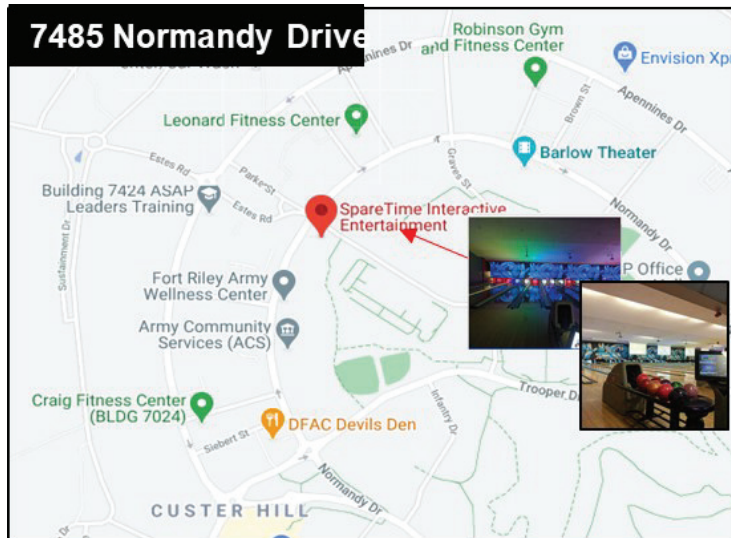 7485 Normandy Drive
Robinson Gym
and Fitness Center
Apennines Dr
Envision Xpr
Leonard Fitness Center
Brown St
Apennines Dr
Barlow Theater
Graves St
Estes Rd
Parke St
Building 7424 ASAP
Leaders Training
Estes Rd
SpareTime Interactive
Entertainment
Normandy Dr
Sustainment Dr
P Office
Fort Riley Army
Wellness Center
Army Community
Services (ACS)
Trooper Dr
Craig Fitness Center
(BLDG 7024)
Infantry Dr
DFAC Devils Den
Siebert St
Normandy Dr
CUSTER HILL
Dr